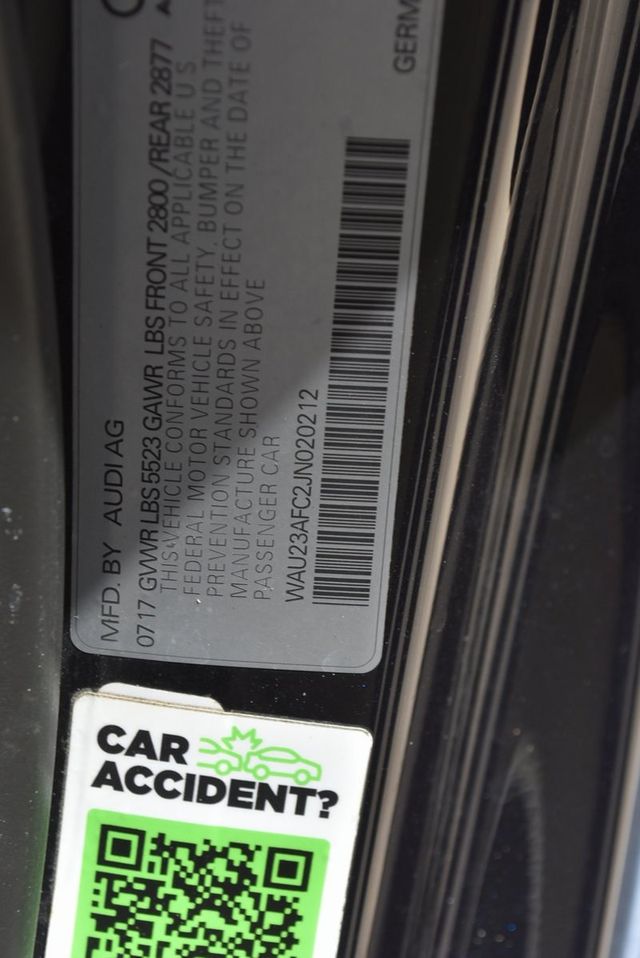 MFD. BY AUDI AG
0717 GVWR LBS 5523 GAWR LBS FRONT 2800 / REAR 2877
THIS VEHICLE CONFORMS TO ALL APPLICABLE U S
FEDERAL MOTOR VEHICLE SAFETY, BUMPER AND THEFT
PREVENTION STANDARDS IN EFFECT ON THE DATE OF
MANUFACTURE SHOWN ABOVE
PASSENGER CAR
WAU23AFC2JN020212
GERM
CAR
ACCIDENT?